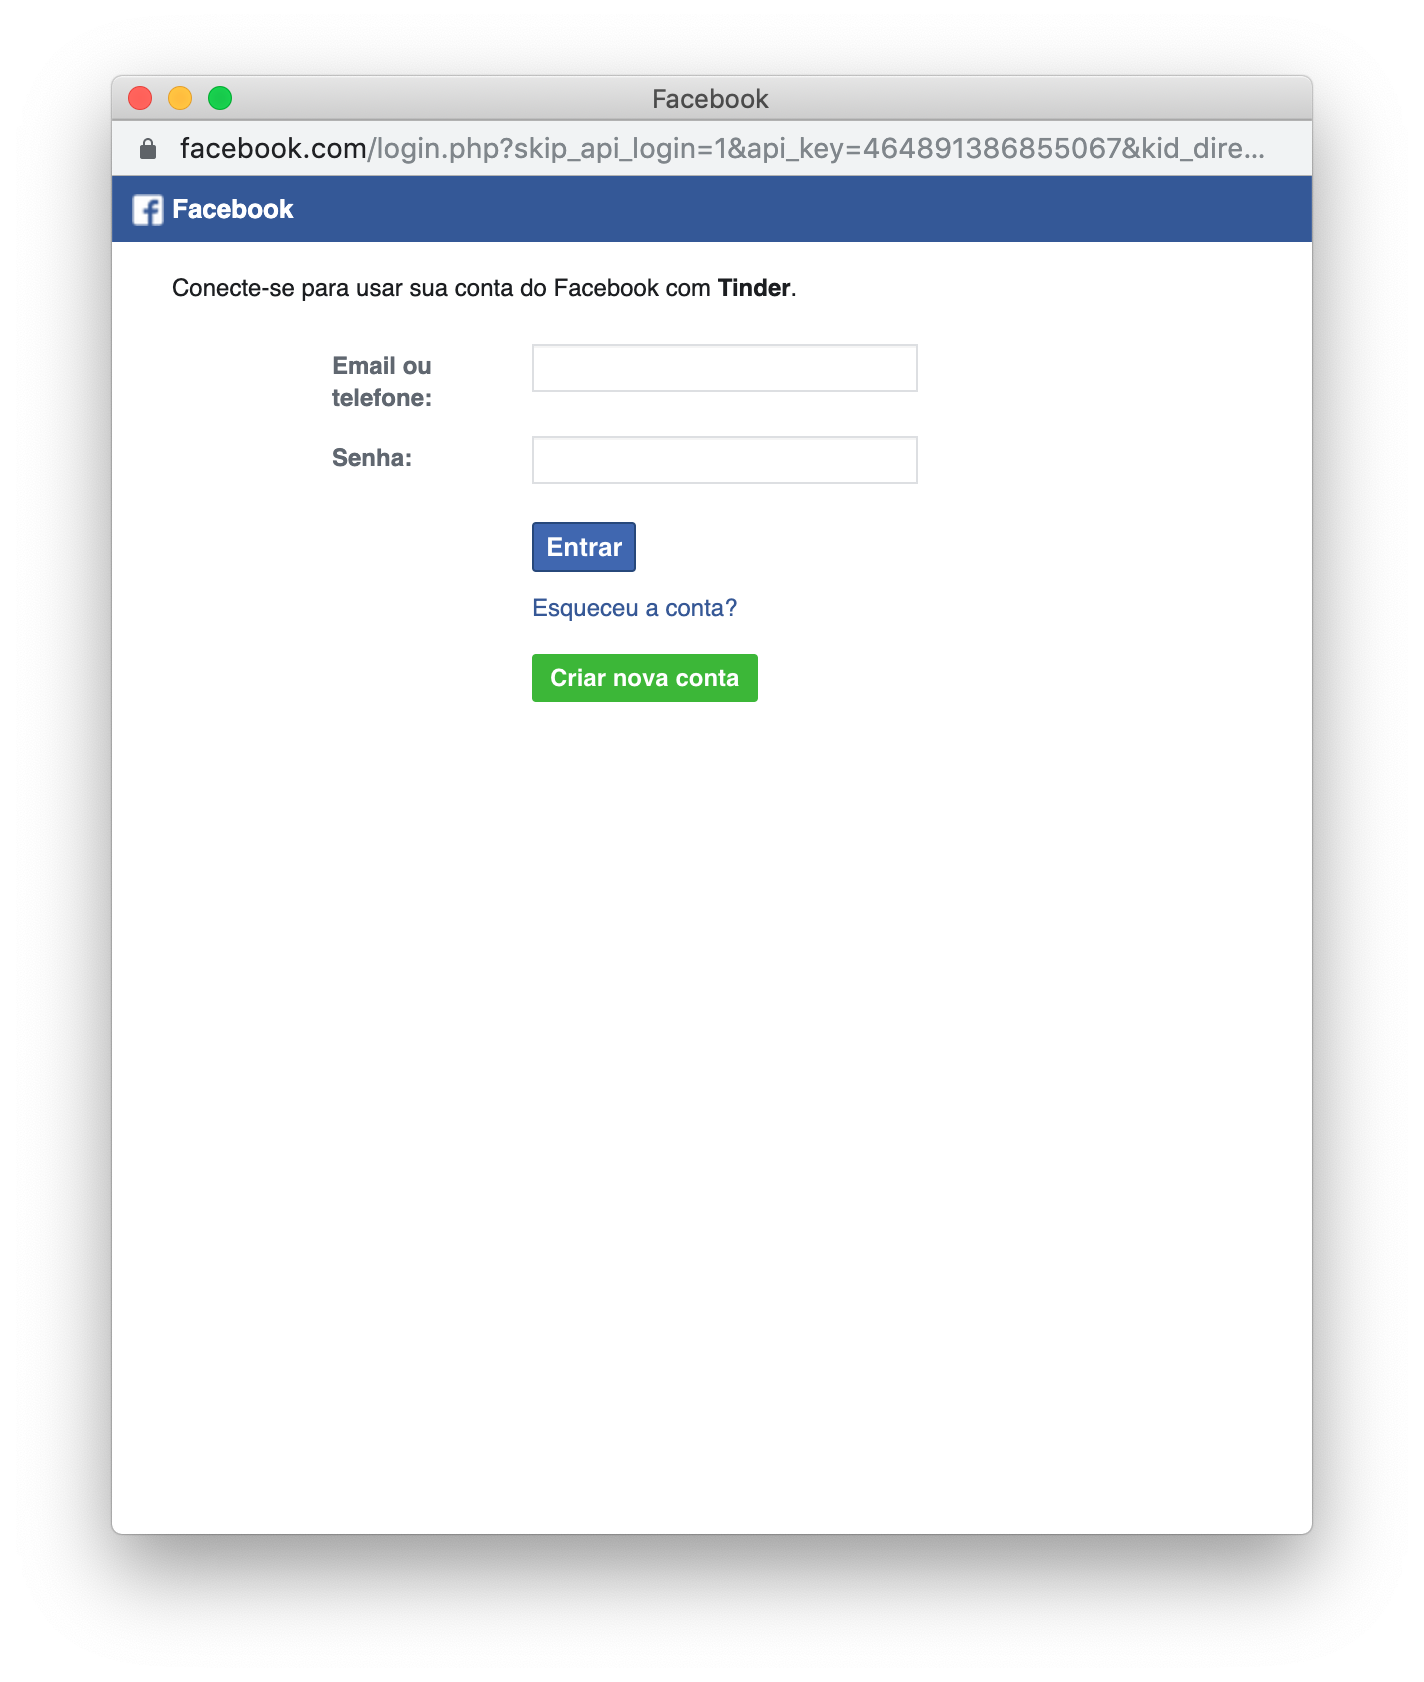 Facebook
facebook.com/login.php?skip_api_login=1&api_key=464891386855067&kid_dire...
Facebook
Conecte-se para usar sua conta do Facebook com Tinder.
Email ou
telefone:
Senha:
Entrar
Esqueceu a conta?
Criar nova conta